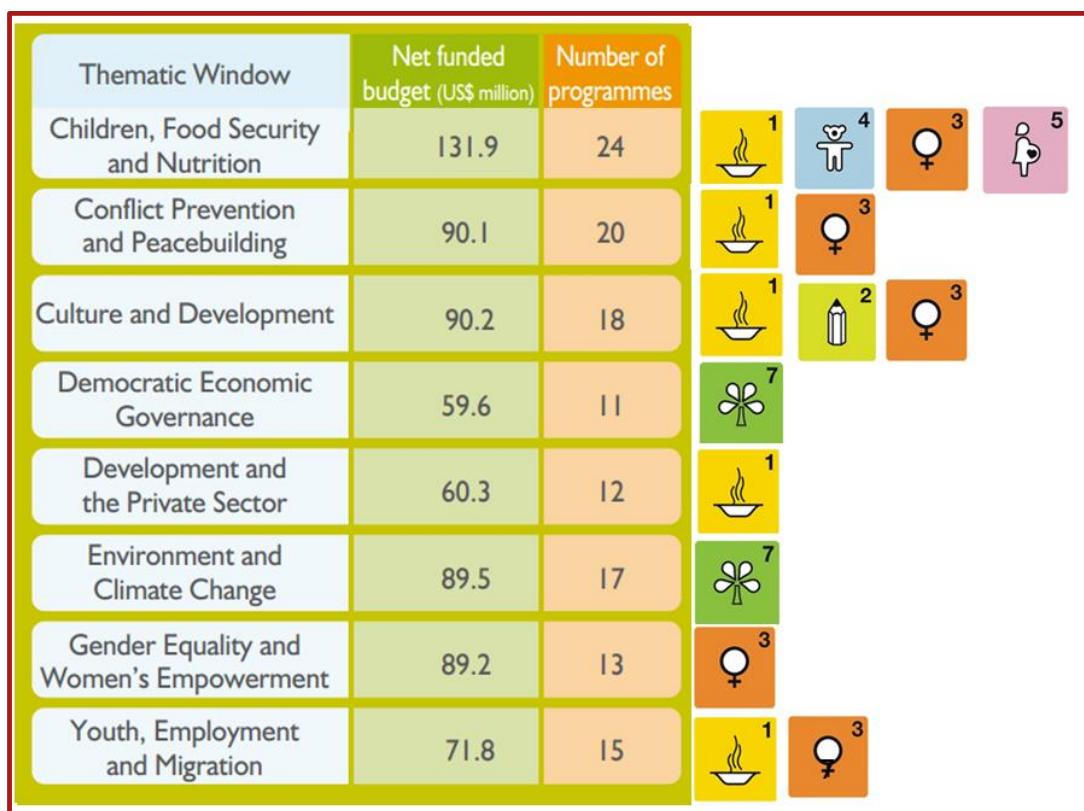 Thematic Window
Net funded
budget (US$ million)
Number of
programmes
Children, Food Security
and Nutrition
131.9
24
1
4
3
5
Conflict Prevention
and Peacebuilding
90.1
20
1
3
Culture and Development
90.2
18
1
2
3
Democratic Economic
Governance
59.6
11
7
Development and
the Private Sector
60.3
12
1
Environment and
Climate Change
89.5
17
7
Gender Equality and
Women's Empowerment
89.2
13
3
Youth, Employment
and Migration
71.8
15
1
3